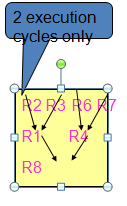 2 execution
cycles only
R2 R3 R6 R7
R1 R4
R8